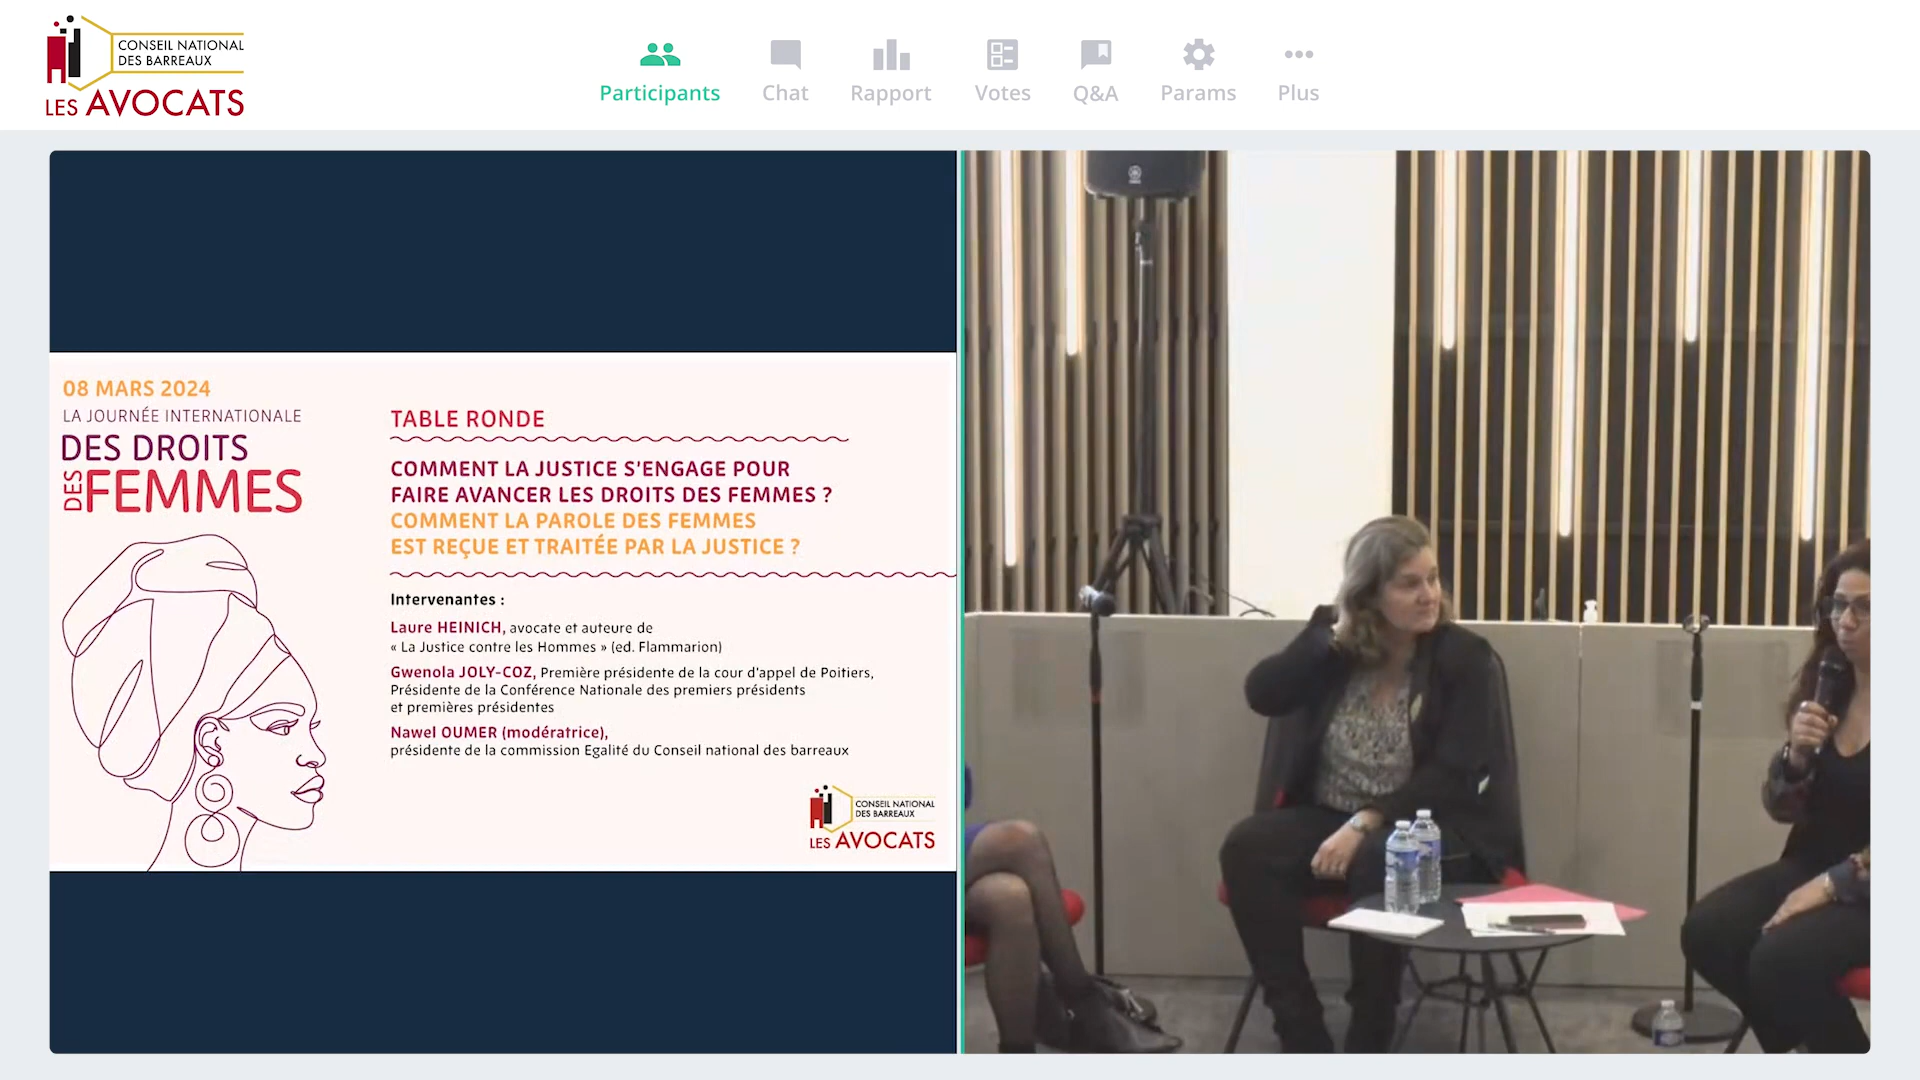 CONSEIL NATIONAL
DES BARREAUX
LES AVOCATS
Participants
Chat
Rapport
Votes
Q&A
Params
Plus
08 MARS 2024
LA JOURNÉE INTERNATIONALE
DES DROITS
DES FEMMES
TABLE RONDE
COMMENT LA JUSTICE S'ENGAGE POUR
FAIRE AVANCER LES DROITS DES FEMMES ?
COMMENT LA PAROLE DES FEMMES
EST REÇUE ET TRAITÉE PAR LA JUSTICE ?
Intervenantes :
Laure HEINICH, avocate et auteure de
« La Justice contre les Hommes » (ed. Flammarion)
Gwenola JOLY-COZ, Première présidente de la cour d'appel de Poitiers,
Présidente de la Conférence Nationale des premiers présidents
et premières présidentes
Nawel OUMER (modératrice),
présidente de la commission Egalité du Conseil national des barreaux
CONSEIL NATIONAL
DES BARREAUX
LES AVOCATS